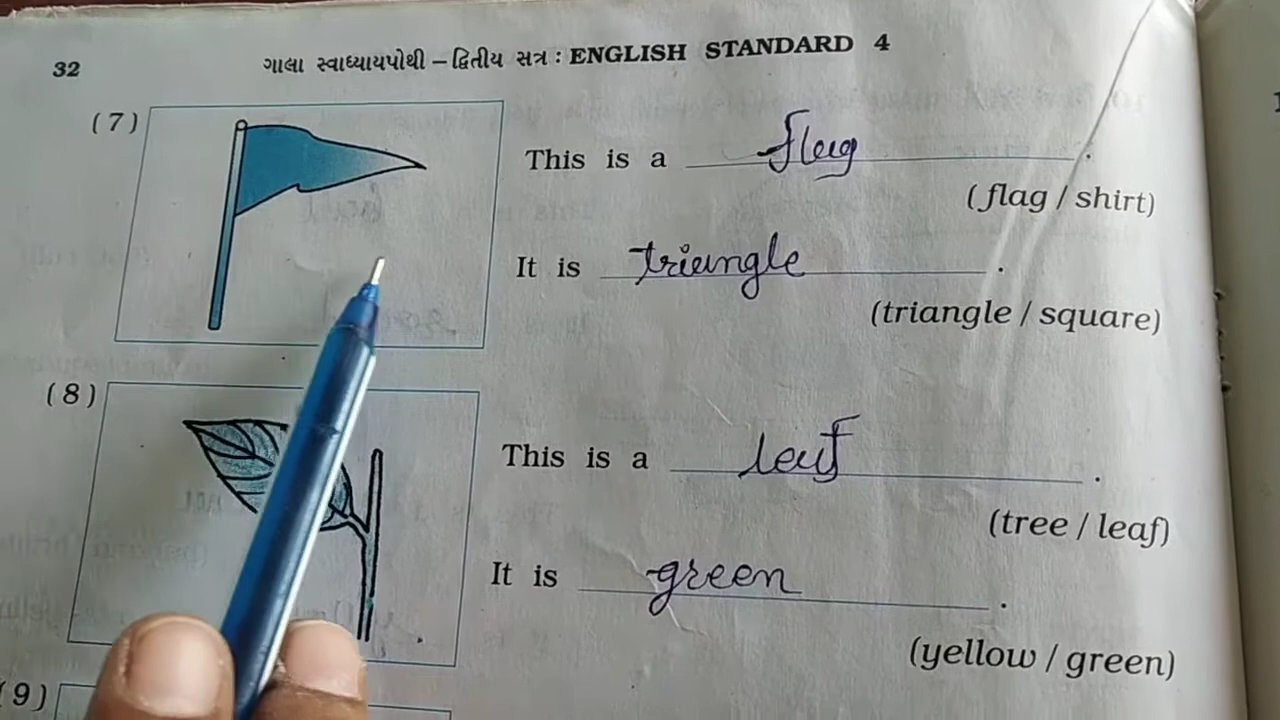 32 ગાલા સ્વાધ્યાયપોથી – દ્વિતીય સત્ર : ENGLISH STANDARD 4
(7) This is a flag.
(flag / shirt)
It is triangle.
(triangle / square)
(8) This is a leaf.
(tree / leaf)
It is green.
(yellow / green)
(9)